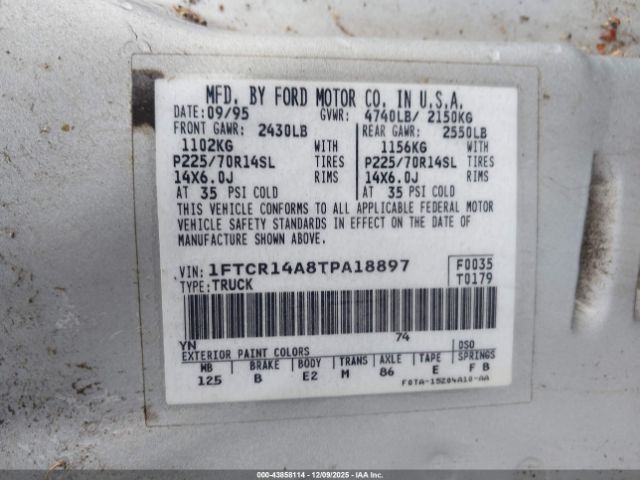 MFD. BY FORD MOTOR CO. IN U.S.A.
DATE: 09/95 GVWR: 4740LB/ 2150KG
FRONT GAWR: 2430LB REAR GAWR: 2550LB
1102KG WITH 1156KG WITH
P225/70R14SL TIRES P225/70R14SL TIRES
14X6.0J RIMS 14X6.0J RIMS
AT 35 PSI COLD AT 35 PSI COLD
THIS VEHICLE CONFORMS TO ALL APPLICABLE FEDERAL MOTOR
VEHICLE SAFETY STANDARDS IN EFFECT ON THE DATE OF
MANUFACTURE SHOWN ABOVE.
VIN: 1FTCR14A8TPA18897 F0035
TYPE: TRUCK T0179
YN 74
EXTERIOR PAINT COLORS DSO
WB BRAKE BODY TRANS AXLE TAPE SPRINGS
125 B E2 M 86 E F B
F0TA-15204A10-AA
© IAA - 000-43858114 - 12/09/2025 - IAAI.COM